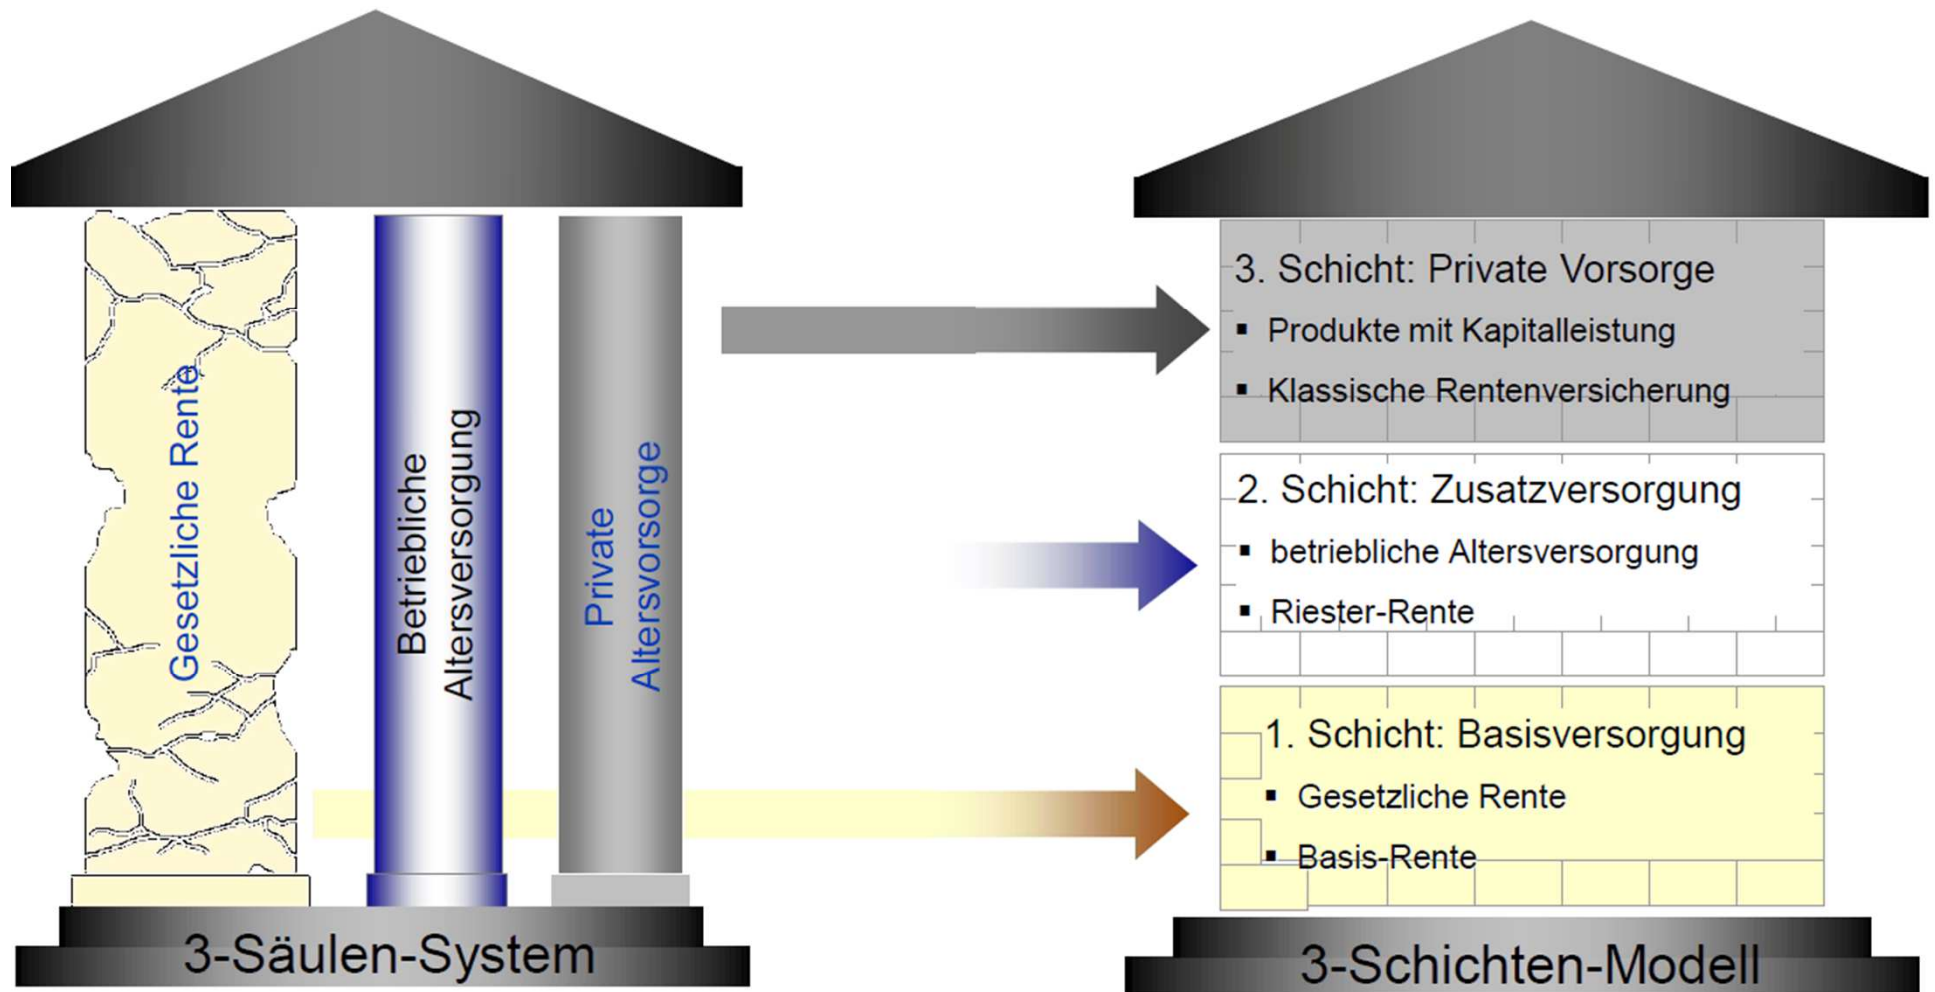 Gesetzliche Rente
Betriebliche
Altersversorgung
Private
Altersvorsorge
3-Säulen-System
3. Schicht: Private Vorsorge
▪ Produkte mit Kapitalleistung
▪ Klassische Rentenversicherung
2. Schicht: Zusatzversorgung
▪ betriebliche Altersversorgung
▪ Riester-Rente
1. Schicht: Basisversorgung
▪ Gesetzliche Rente
▪ Basis-Rente
3-Schichten-Modell